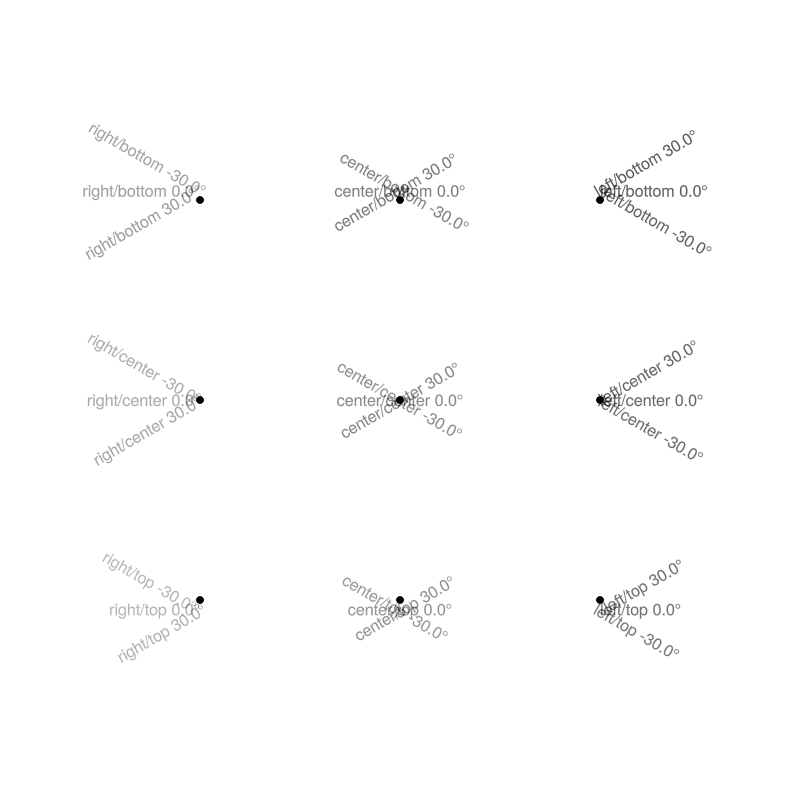 right/bottom -30.0°
right/bottom 0.0°
right/bottom 30.0°
center/bottom 30.0°
center/bottom 0.0°
center/bottom -30.0°
left/bottom 30.0°
left/bottom 0.0°
left/bottom -30.0°
right/center -30.0°
right/center 0.0°
right/center 30.0°
center/center 30.0°
center/center 0.0°
center/center -30.0°
left/center 30.0°
left/center 0.0°
left/center -30.0°
right/top -30.0°
right/top 0.0°
right/top 30.0°
center/top 30.0°
center/top 0.0°
center/top -30.0°
left/top 30.0°
left/top 0.0°
left/top -30.0°